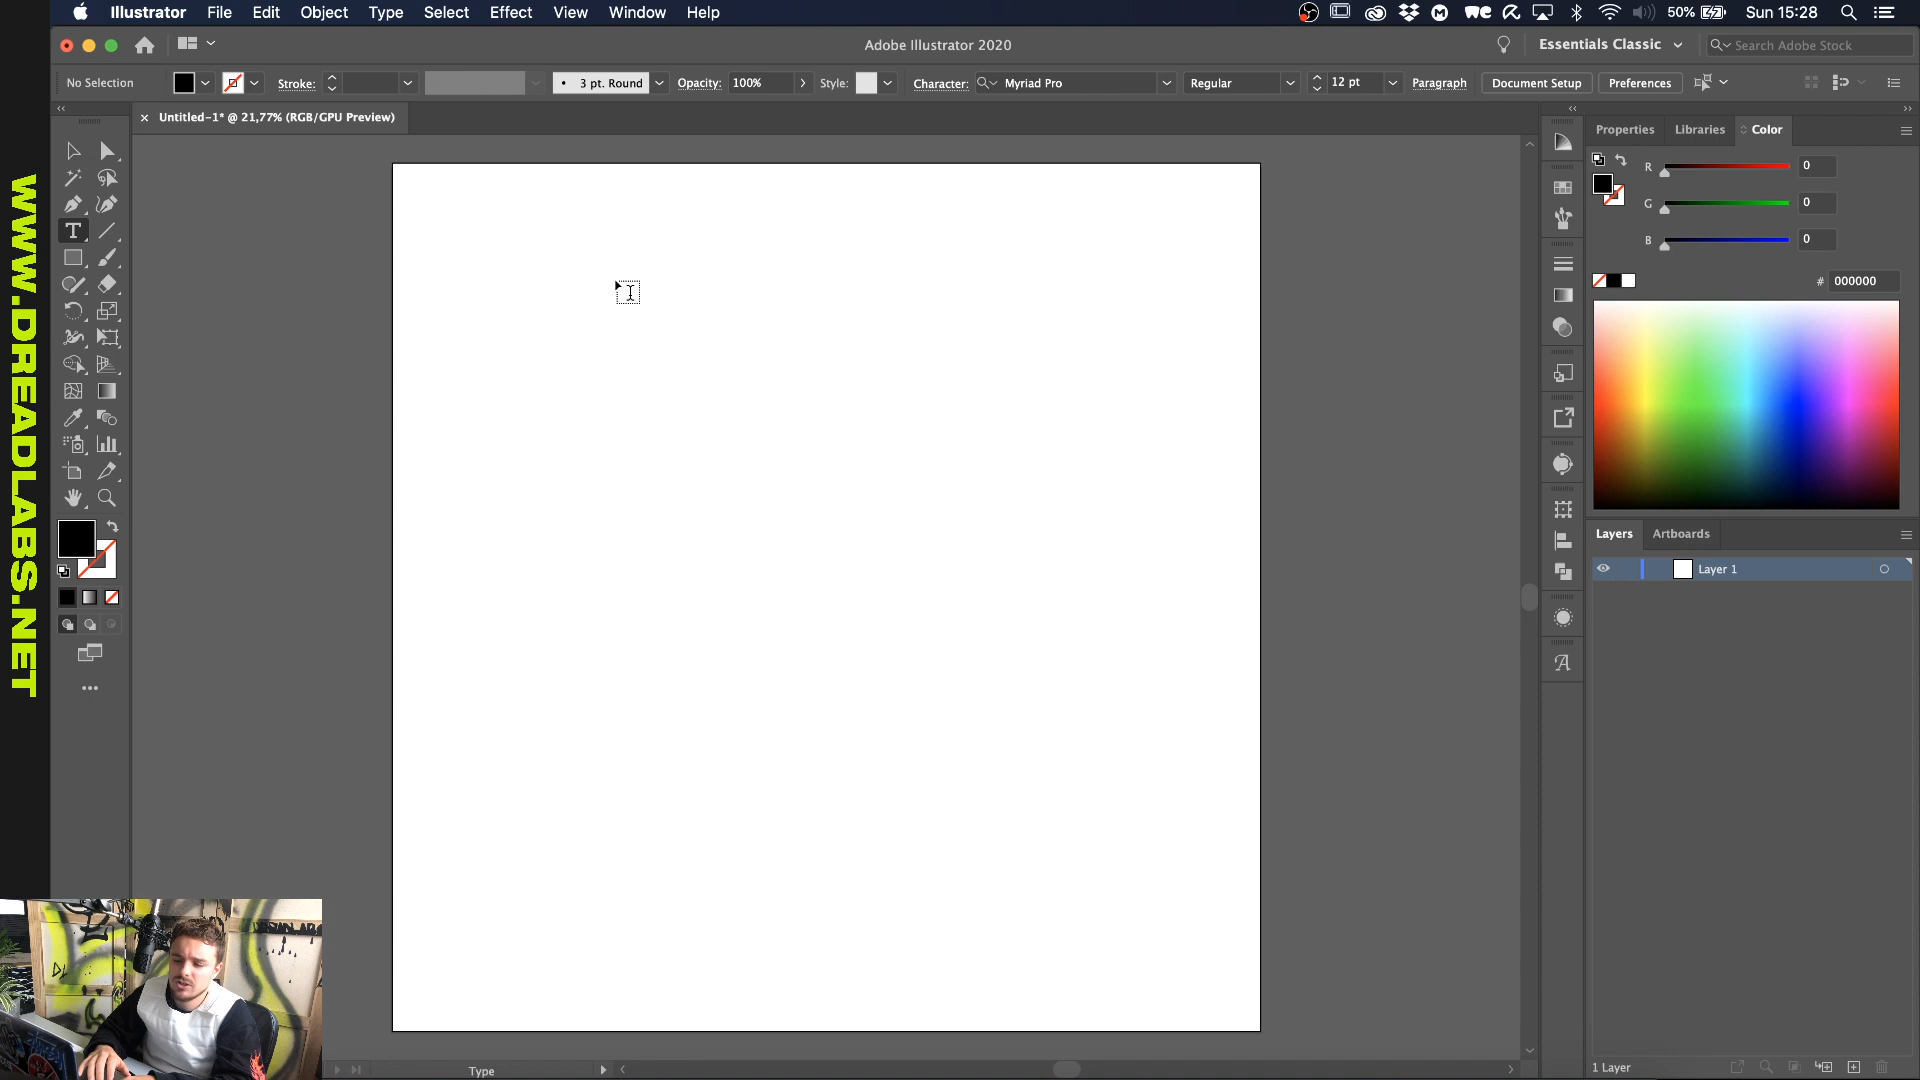 Illustrator File Edit Object Type Select Effect View Window Help
50% Sun 15:28
Adobe Illustrator 2020
Essentials Classic
Search Adobe Stock
No Selection
Stroke:
3 pt. Round
Opacity: 100%
Style:
Character: Myriad Pro
Regular
12 pt
Paragraph
Document Setup
Preferences
Untitled-1* @ 21,77% (RGB/GPU Preview)
Properties Libraries Color
R 0
G 0
B 0
# 000000
Layers Artboards
Layer 1
1 Layer
Type
WWW.DREADLABS.NET